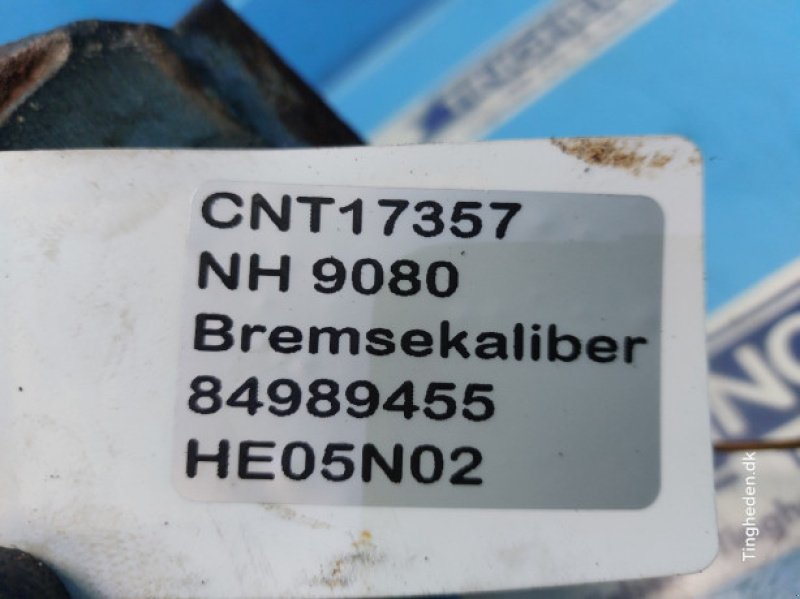 CNT17357
NH 9080
Bremsekaliber
84989455
HE05N02
Tingheden.dk